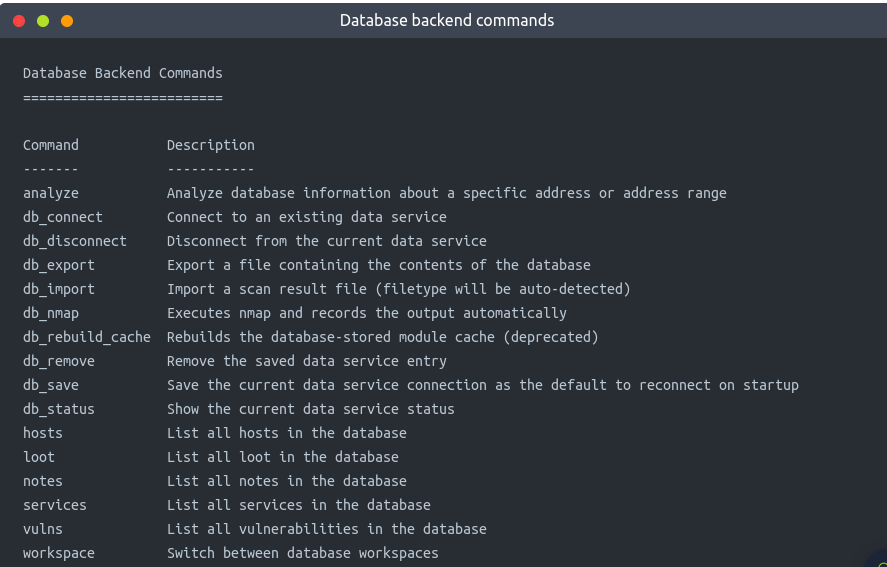 Database backend commands
Database Backend Commands
=========================
Command           Description
-------           -----------
analyze           Analyze database information about a specific address or address range
db_connect        Connect to an existing data service
db_disconnect     Disconnect from the current data service
db_export         Export a file containing the contents of the database
db_import         Import a scan result file (filetype will be auto-detected)
db_nmap           Executes nmap and records the output automatically
db_rebuild_cache  Rebuilds the database-stored module cache (deprecated)
db_remove         Remove the saved data service entry
db_save           Save the current data service connection as the default to reconnect on startup
db_status         Show the current data service status
hosts             List all hosts in the database
loot              List all loot in the database
notes             List all notes in the database
services          List all services in the database
vulns             List all vulnerabilities in the database
workspace         Switch between database workspaces